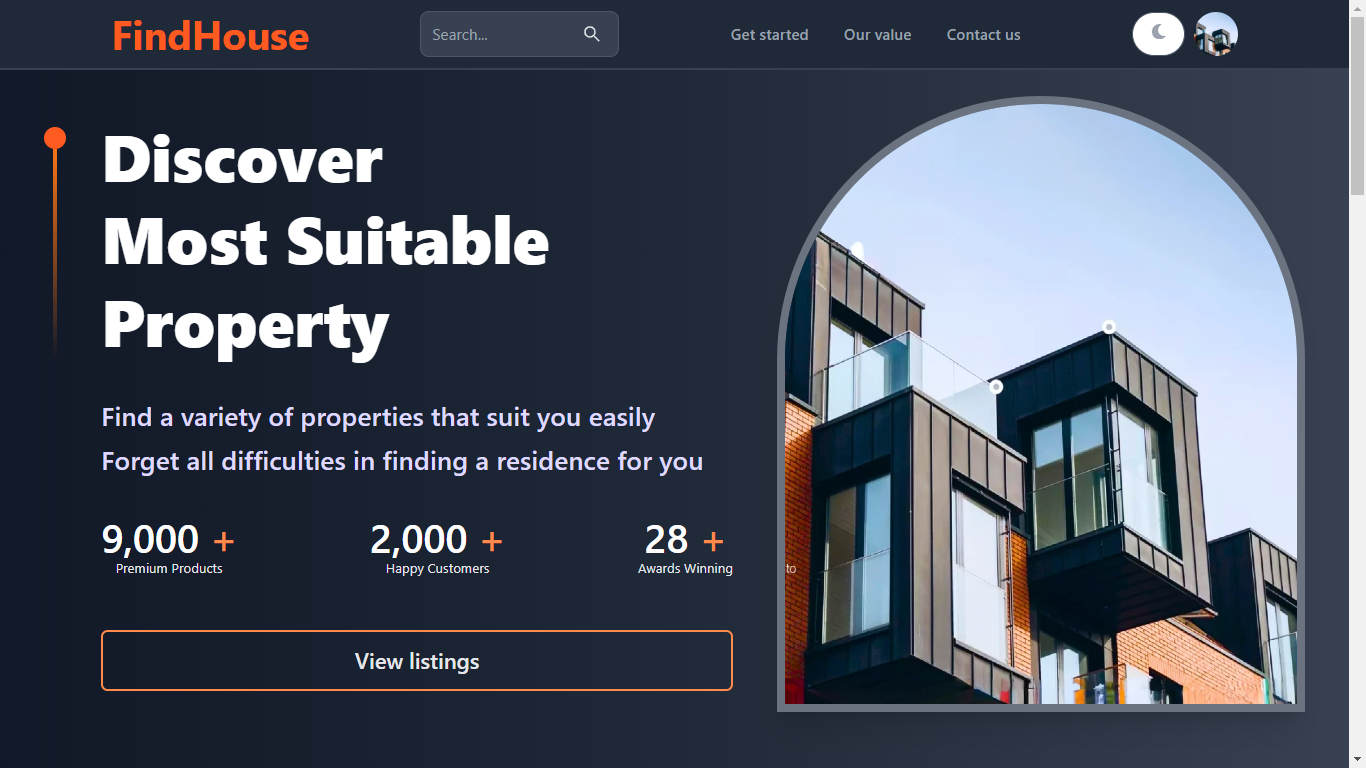 FindHouse
Search...
Get started
Our value
Contact us
Discover
Most Suitable
Property
Find a variety of properties that suit you easily
Forget all difficulties in finding a residence for you
9,000 +
Premium Products
2,000 +
Happy Customers
28 +
Awards Winning
to
View listings